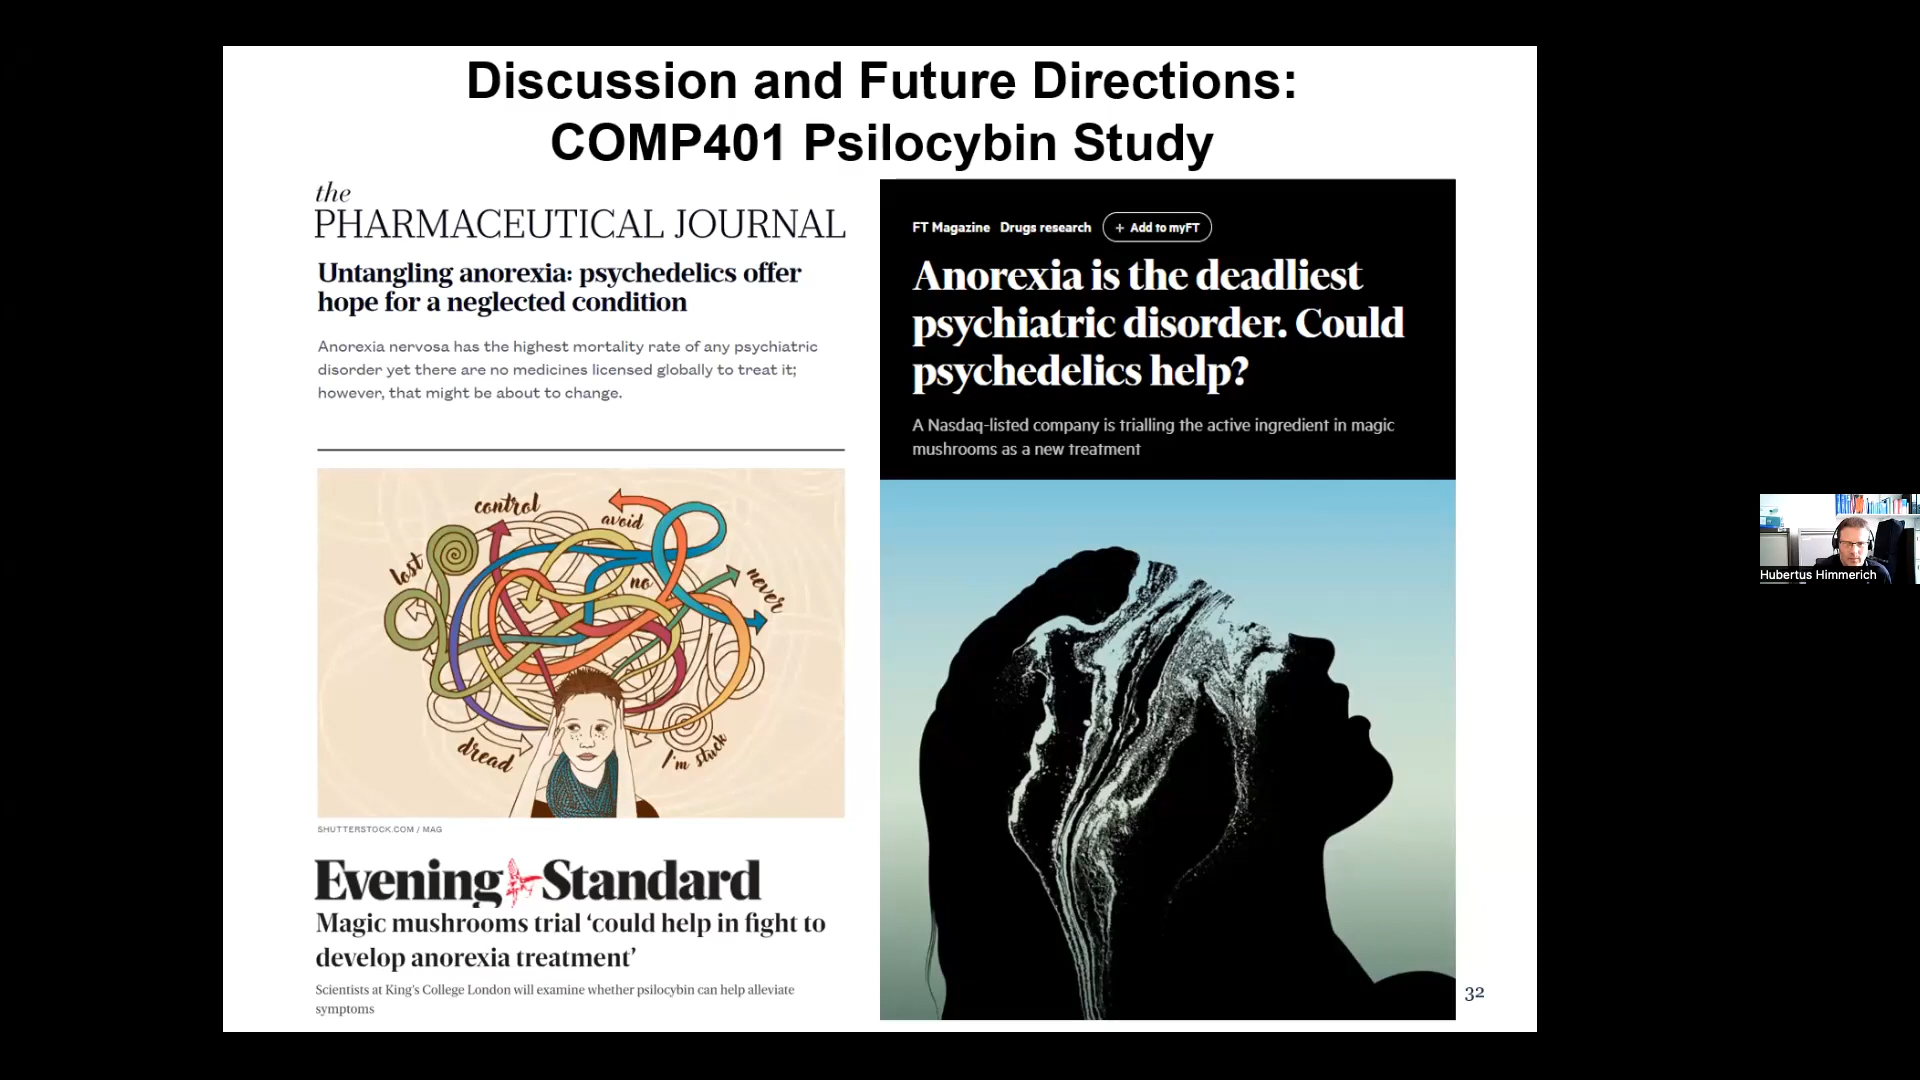 Discussion and Future Directions:
COMP401 Psilocybin Study
the
PHARMACEUTICAL JOURNAL
Untangling anorexia: psychedelics offer
hope for a neglected condition
Anorexia nervosa has the highest mortality rate of any psychiatric
disorder yet there are no medicines licensed globally to treat it;
however, that might be about to change.
control
avoid
lost
no
never
dread
I'm stuck
SHUTTERSTOCK.COM / MAG
Evening Standard
Magic mushrooms trial ‘could help in fight to
develop anorexia treatment’
Scientists at King's College London will examine whether psilocybin can help alleviate
symptoms
FT Magazine Drugs research + Add to myFT
Anorexia is the deadliest
psychiatric disorder. Could
psychedelics help?
A Nasdaq-listed company is trialling the active ingredient in magic
mushrooms as a new treatment
32
Hubertus Himmerich